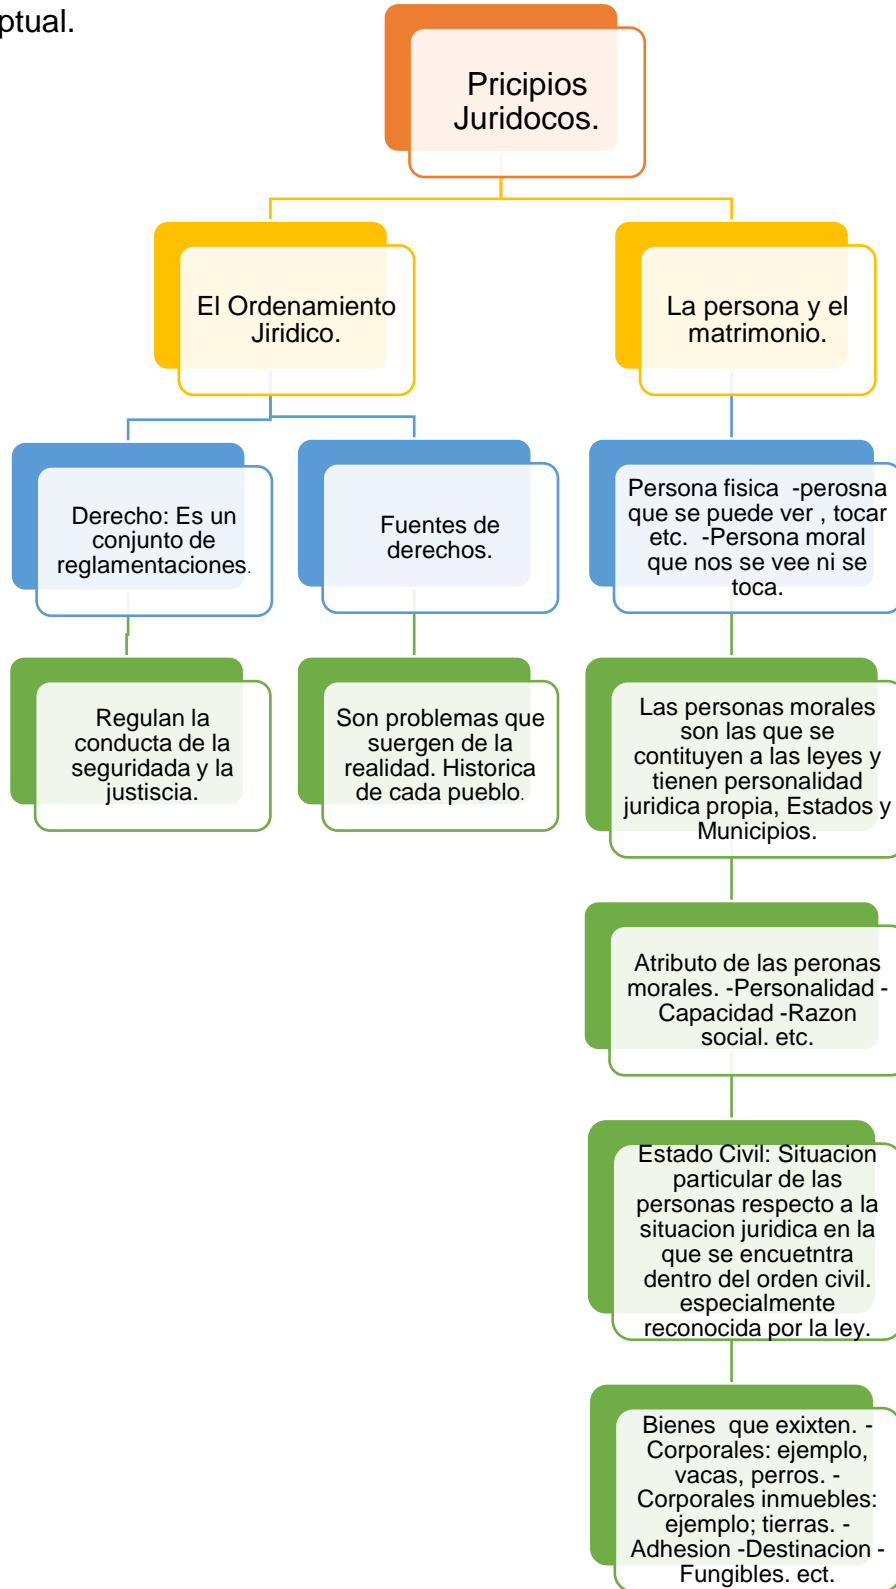 ptual.
Pricipios
Juridocos.
El Ordenamiento
Jiridico.
La persona y el
matrimonio.
Derecho: Es un
conjunto de
reglamentaciones.
Fuentes de
derechos.
Persona fisica -perosna
que se puede ver , tocar
etc. -Persona moral
que nos se vee ni se
toca.
Regulan la
conducta de la
seguridada y la
justiscia.
Son problemas que
suergen de la
realidad. Historica
de cada pueblo.
Las personas morales
son las que se
contituyen a las leyes y
tienen personalidad
juridica propia, Estados y
Municipios.
Atributo de las peronas
morales. -Personalidad -
Capacidad -Razon
social. etc.
Estado Civil: Situacion
particular de las
personas respecto a la
situacion juridica en la
que se encuetntra
dentro del orden civil.
especialmente
reconocida por la ley.
Bienes que exixten. -
Corporales: ejemplo,
vacas, perros. -
Corporales inmuebles:
ejemplo; tierras. -
Adhesion -Destinacion -
Fungibles. ect.